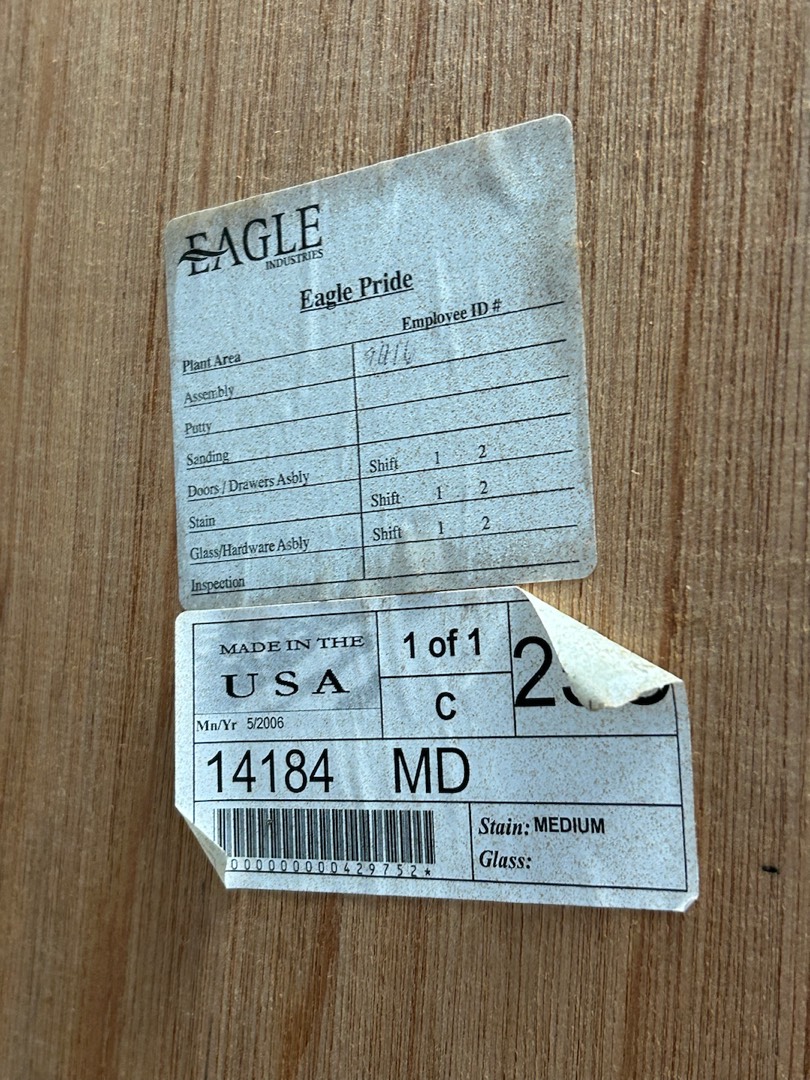 EAGLE
INDUSTRIES
Eagle Pride
Plant Area Employee ID #
Assembly
Putty
Sanding
Doors / Drawers Asbly Shift 1 2
Stain Shift 1 2
Glass/Hardware Asbly Shift 1 2
Inspection
MADE IN THE
USA
Mn/Yr 5/2006
1 of 1
C
14184 MD
0000000000429752*
Stain: MEDIUM
Glass: